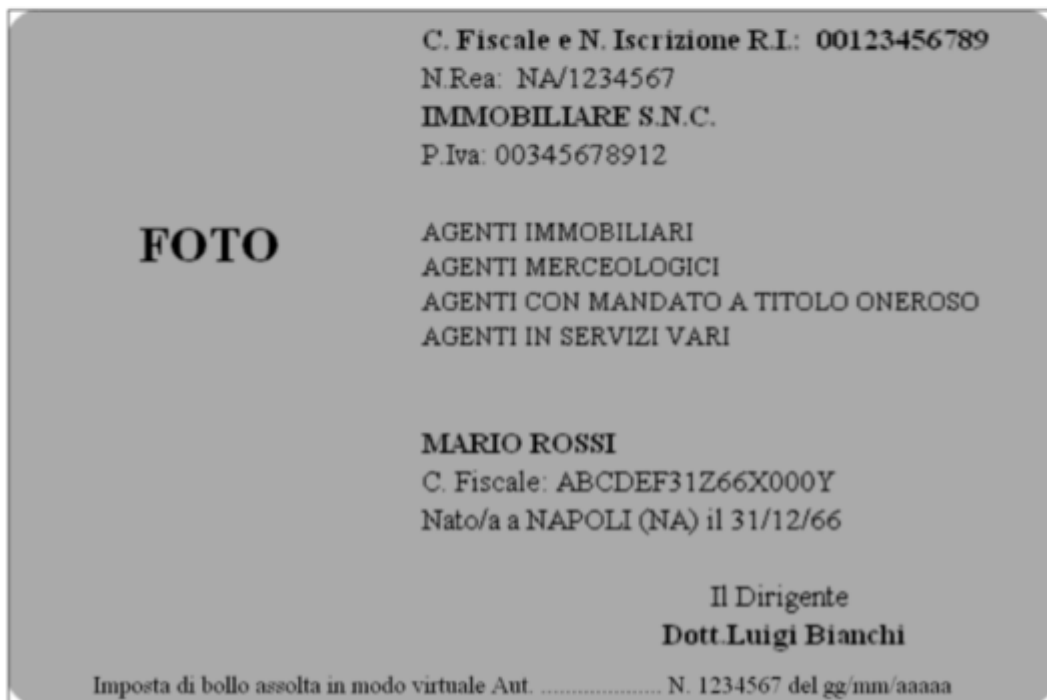 C. Fiscale e N. Iscrizione R.I.: 00123456789
N.Rea: NA/1234567
IMMOBILIARE S.N.C.
P.Iva: 00345678912
FOTO
AGENTI IMMOBILIARI
AGENTI MERCEOLOGICI
AGENTI CON MANDATO A TITOLO ONEROSO
AGENTI IN SERVIZI VARI
MARIO ROSSI
C. Fiscale: ABCDEF31Z66X000Y
Nato/a a NAPOLI (NA) il 31/12/66
Il Dirigente
Dott.Luigi Bianchi
Imposta di bollo assolta in modo virtuale Aut. .................... N. 1234567 del gg/mm/aaaaa